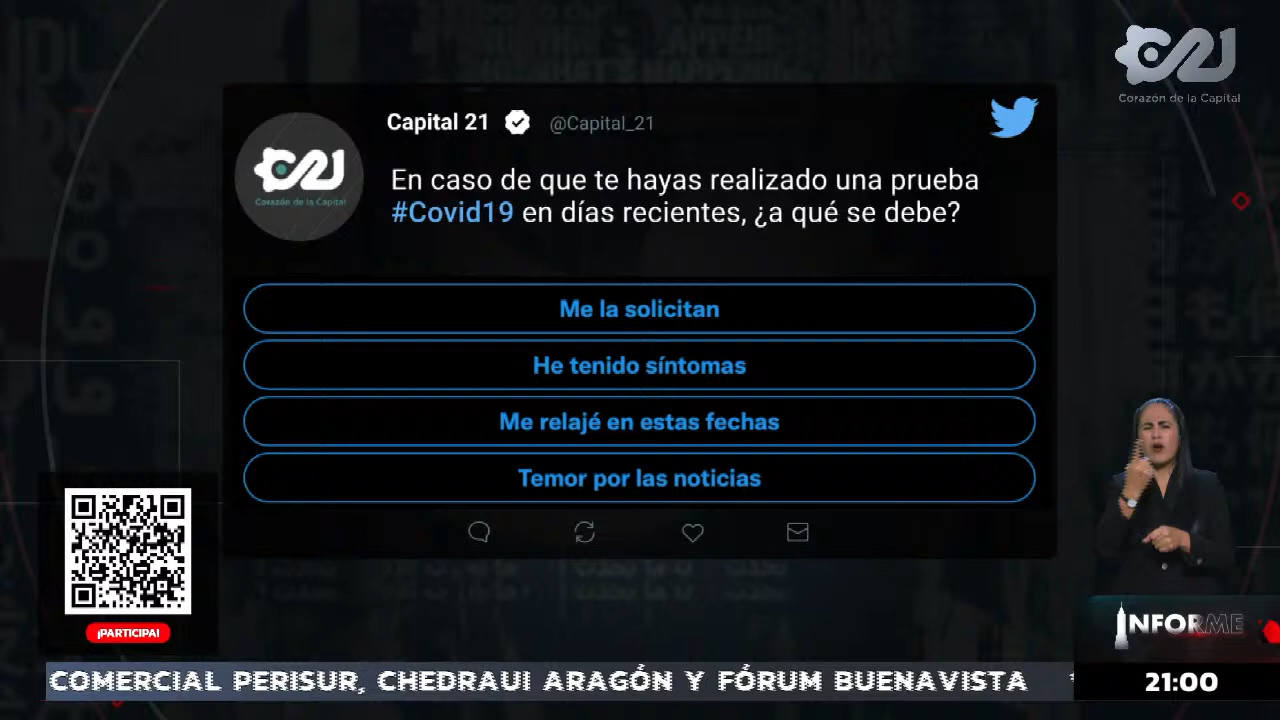 Corazón de la Capital
Capital 21 @Capital_21
Corazón de la Capital
En caso de que te hayas realizado una prueba
#Covid19 en días recientes, ¿a qué se debe?
Me la solicitan
He tenido síntomas
Me relajé en estas fechas
Temor por las noticias
¡PARTICIPA!
INFORME
COMERCIAL PERISUR, CHEDRAUI ARAGÓN Y FÓRUM BUENAVISTA
21:00